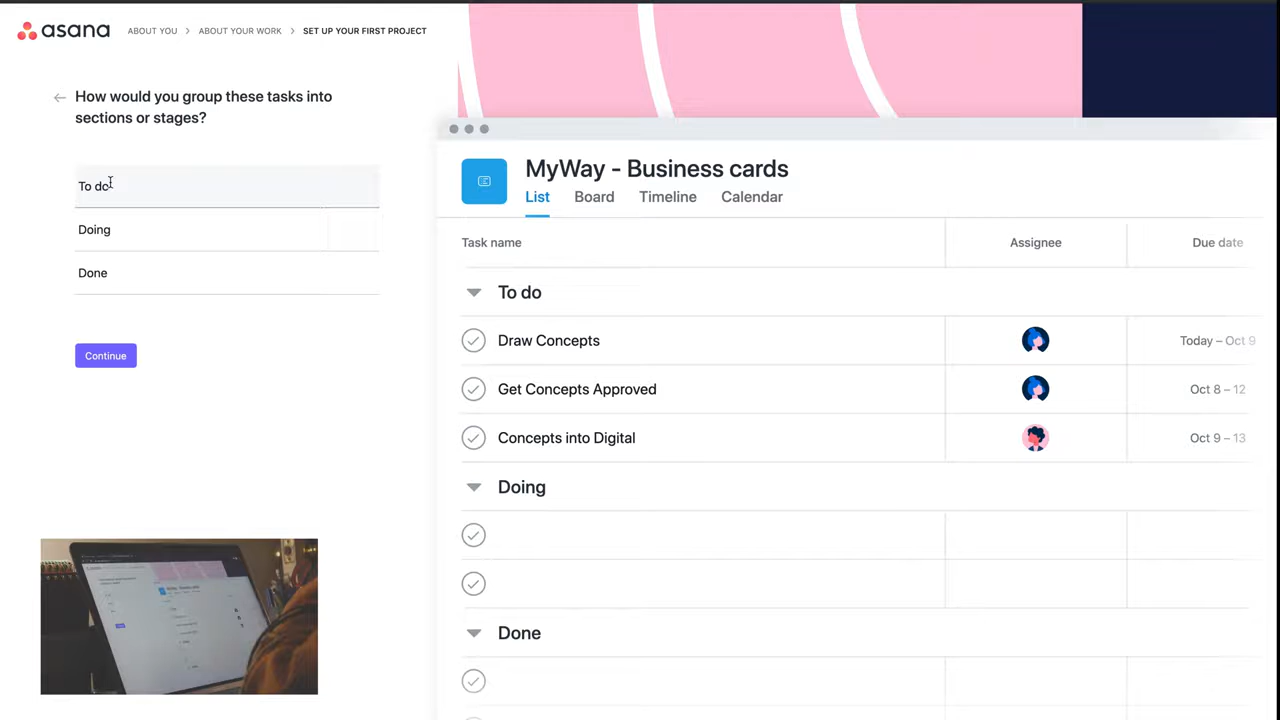 asana
ABOUT YOU > ABOUT YOUR WORK > SET UP YOUR FIRST PROJECT
How would you group these tasks into
sections or stages?
To do
Doing
Done
Continue
MyWay - Business cards
List Board Timeline Calendar
Task name Assignee Due date
To do
Draw Concepts Today – Oct 9
Get Concepts Approved Oct 8 – 12
Concepts into Digital Oct 9 – 13
Doing
Done